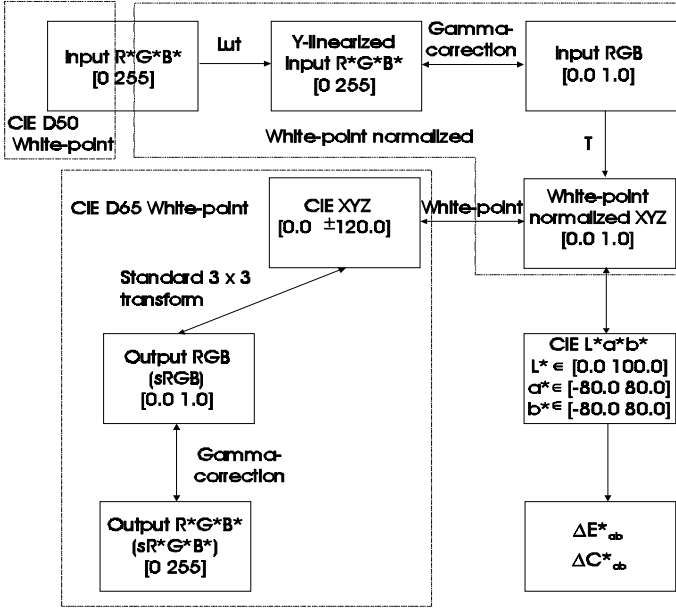 Input R*G*B*
[0 255]
Lut
Y-linearized
Input R*G*B*
[0 255]
Gamma-
correction
Input RGB
[0.0 1.0]
CIE D50
White-point
White-point normalized
T
CIE D65 White-point
CIE XYZ
[0.0 ±120.0]
White-point
White-point
normalized XYZ
[0.0 1.0]
Standard 3 x 3
transform
Output RGB
(sRGB)
[0.0 1.0]
CIE L*a*b*
L* ∈ [0.0 100.0]
a* ∈ [-80.0 80.0]
b* ∈ [-80.0 80.0]
Gamma-
correction
Output R*G*B*
(sR*G*B*)
[0 255]
ΔE*ab
ΔC*ab